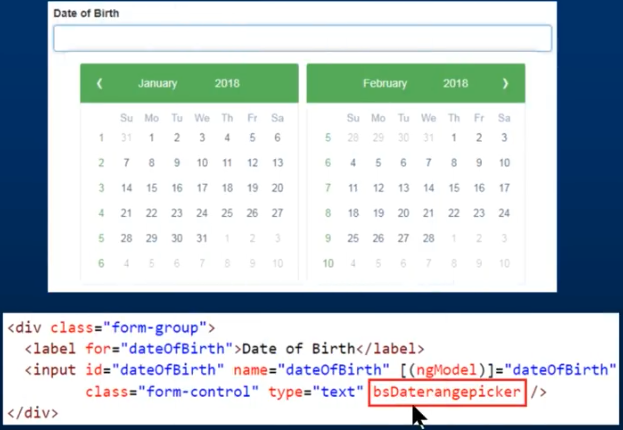 Date of Birth
❮ January 2018 February 2018 ❯
Su Mo Tu We Th Fr Sa Su Mo Tu We Th Fr Sa
1 31 1 2 3 4 5 6 5 28 29 30 31 1 2 3
2 7 8 9 10 11 12 13 6 4 5 6 7 8 9 10
3 14 15 16 17 18 19 20 7 11 12 13 14 15 16 17
4 21 22 23 24 25 26 27 8 18 19 20 21 22 23 24
5 28 29 30 31 1 2 3 9 25 26 27 28 1 2 3
6 4 5 6 7 8 9 10 10 4 5 6 7 8 9 10
<div class="form-group">
<label for="dateOfBirth">Date of Birth</label>
<input id="dateOfBirth" name="dateOfBirth" [(ngModel)]="dateOfBirth"
class="form-control" type="text" bsDaterangepicker />
</div>